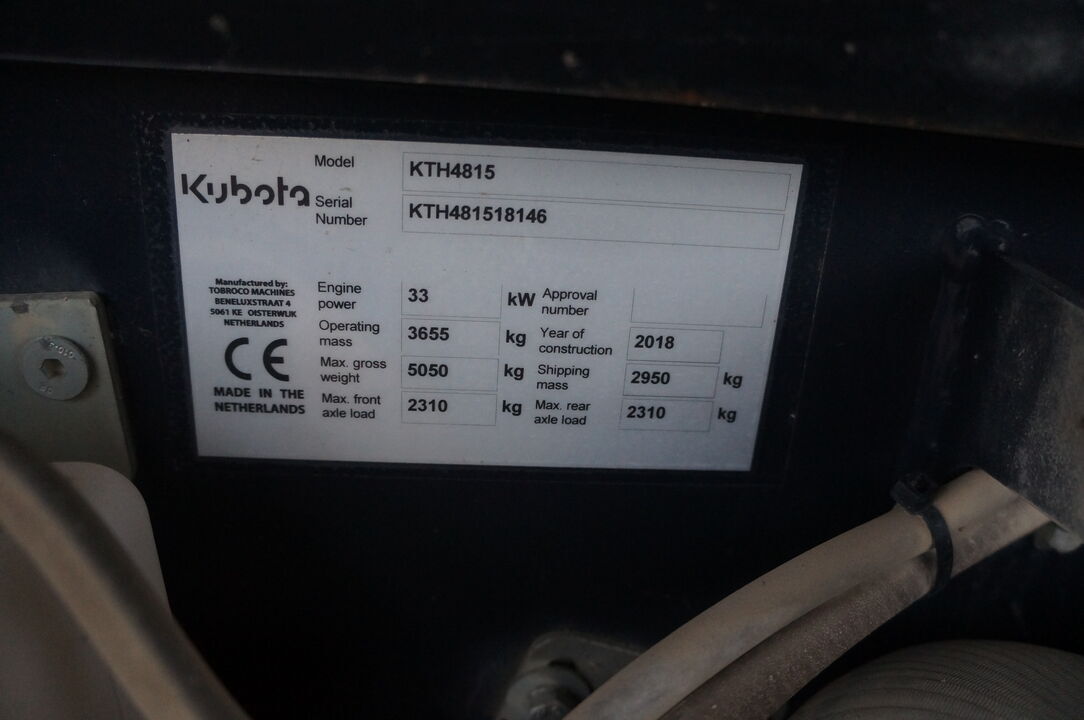 Kubota
Model KTH4815
Serial Number KTH481518146
Manufactured by:
TOBROCO MACHINES
BENELUXSTRAAT 4
5061 KE OISTERWIJK
NETHERLANDS
CE
MADE IN THE
NETHERLANDS
Engine power 33 kW Approval number
Operating mass 3655 kg Year of construction 2018
Max. gross weight 5050 kg Shipping mass 2950 kg
Max. front axle load 2310 kg Max. rear axle load 2310 kg